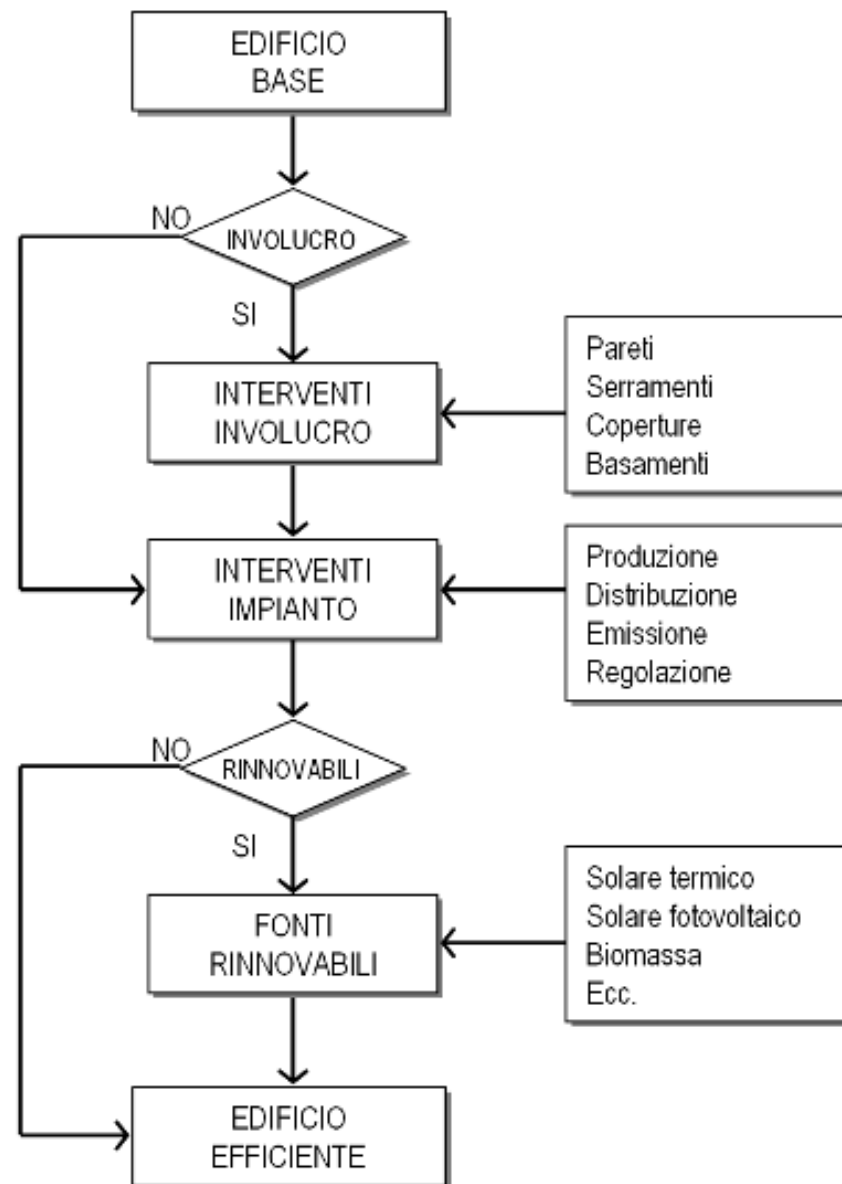 EDIFICIO
BASE
NO
INVOLUCRO
SI
INTERVENTI
INVOLUCRO
Pareti
Serramenti
Coperture
Basamenti
INTERVENTI
IMPIANTO
Produzione
Distribuzione
Emissione
Regolazione
NO
RINNOVABILI
SI
FONTI
RINNOVABILI
Solare termico
Solare fotovoltaico
Biomassa
Ecc.
EDIFICIO
EFFICIENTE